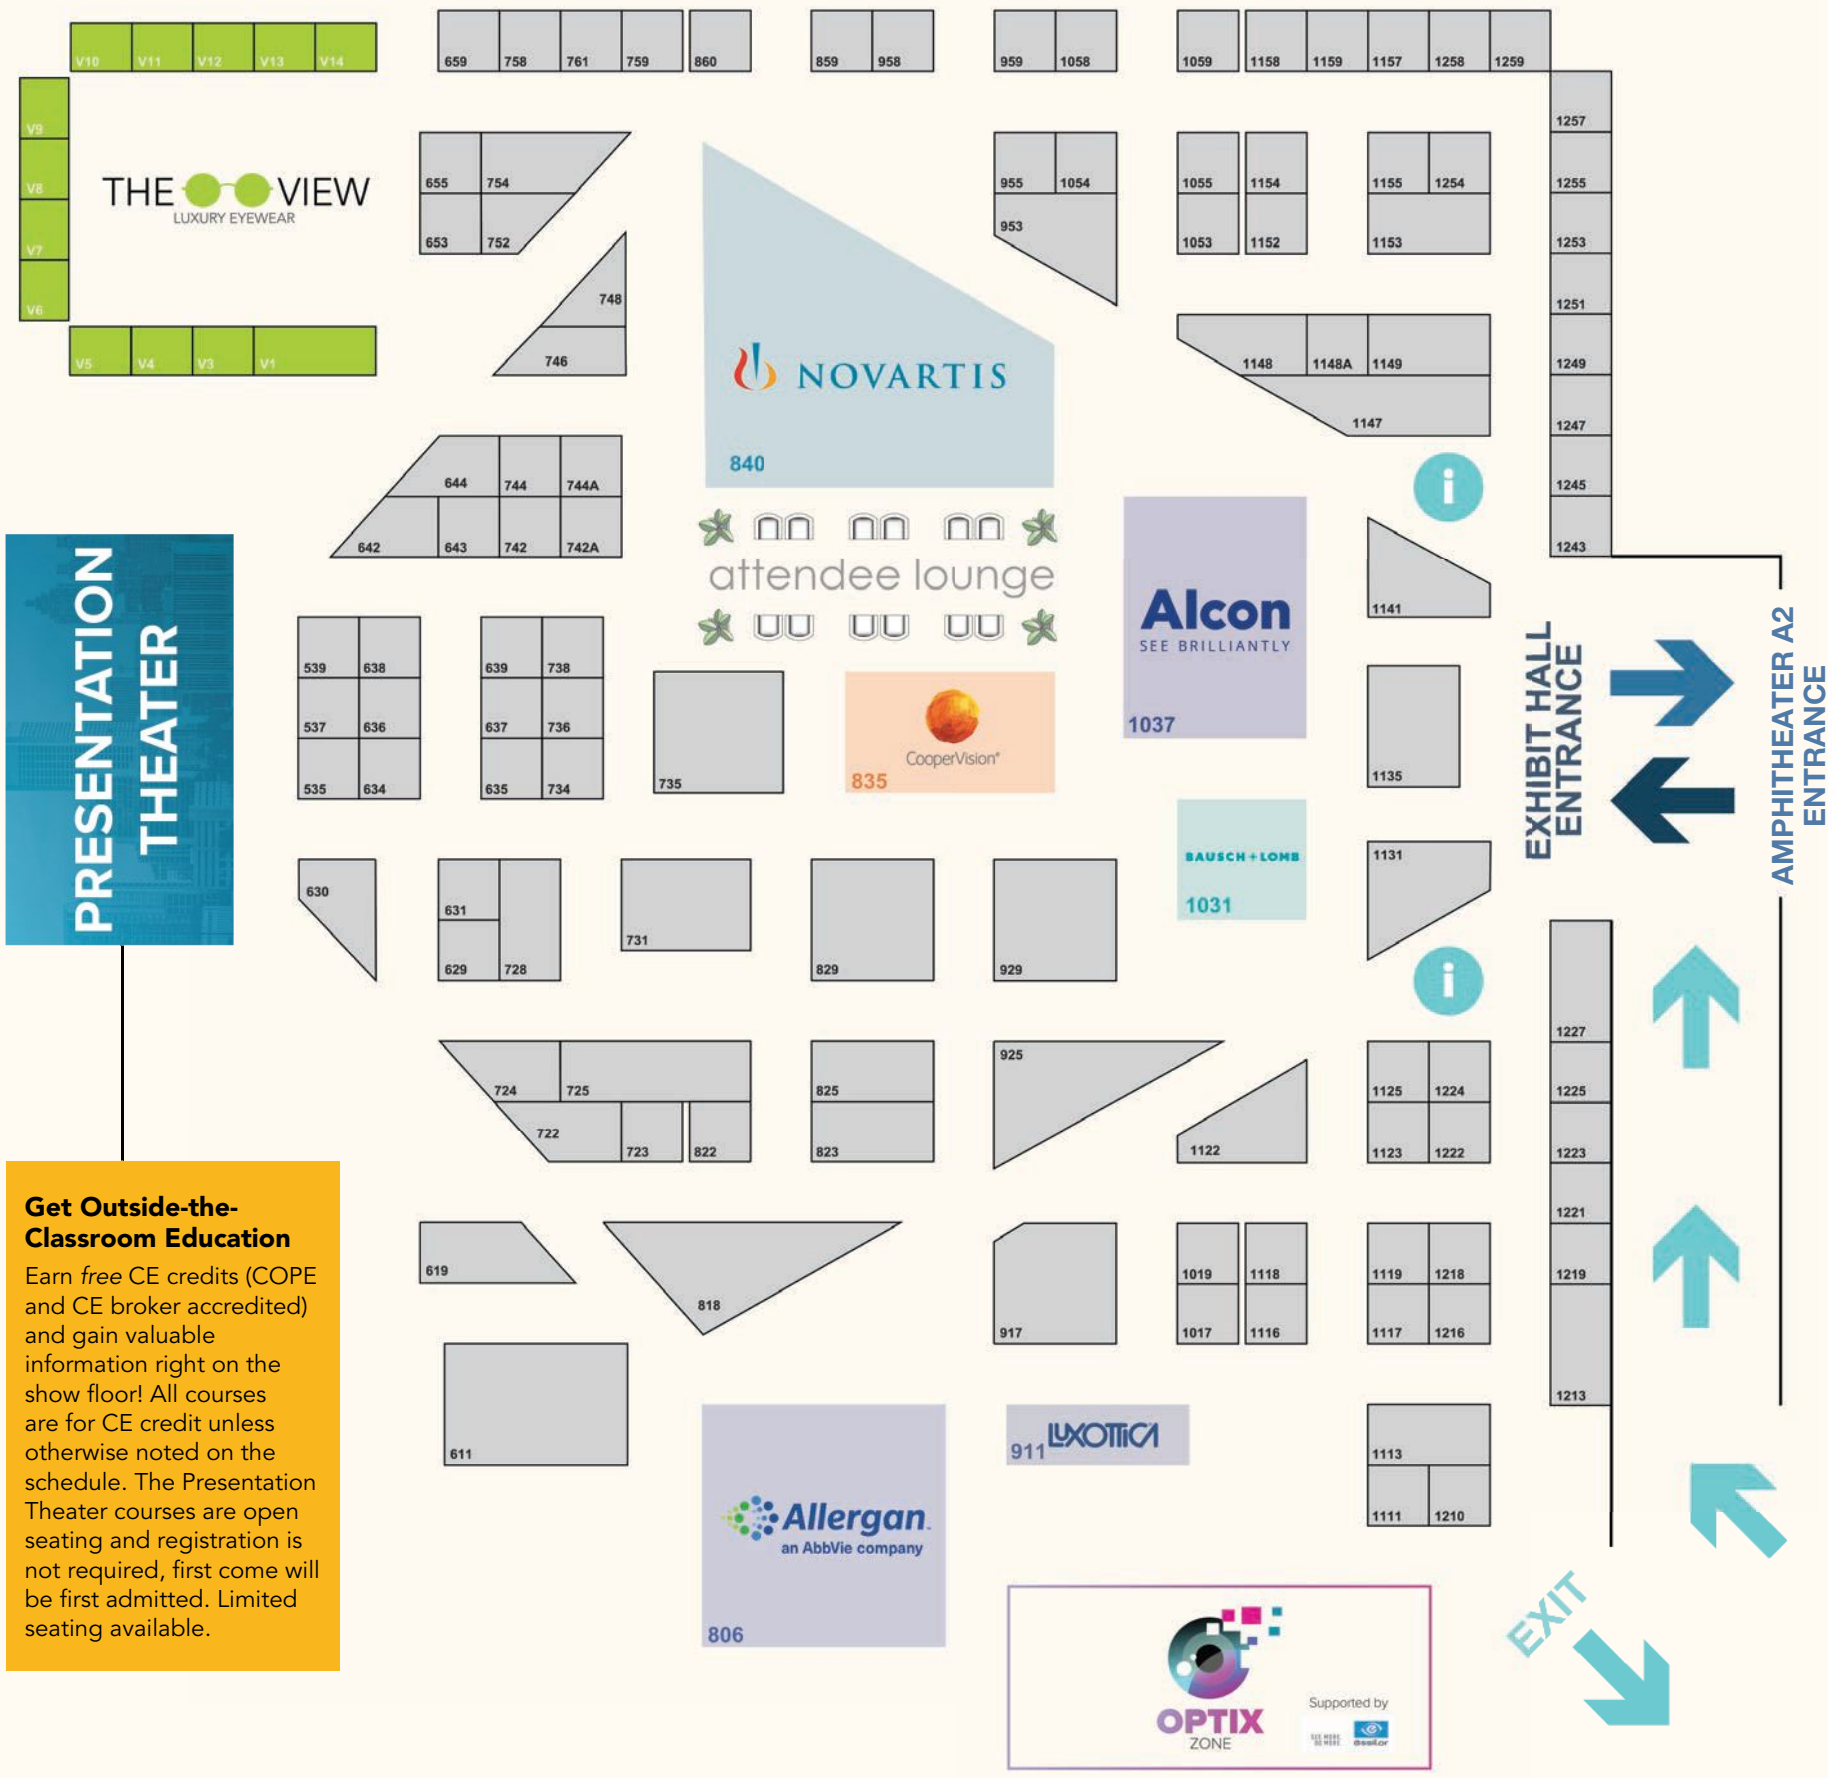 659 758 761 759 860 859 958 959 1058 1059 1158 1159 1157 1258 1259
V10 V11 V12 V13 V14
V9
V8
V7
V6
V5 V4 V3 V1
THE VIEW
LUXURY EYEWEAR
1257
1255
1253
1251
1249
1247
1245
1243
655 754
653 752
748
746
955 1054
953
1055 1154
1053 1152
1155 1254
1153
1148 1148A 1149
1147
NOVARTIS
840
644 744 744A
642 643 742 742A
attendee lounge
Alcon
SEE BRILLIANTLY
1037
i
1141
1135
1131
i
PRESENTATION
THEATER
539 638
537 636
535 634
639 738
637 736
635 734
735
CooperVision®
835
BAUSCH + LOMB
1031
EXHIBIT HALL
ENTRANCE
AMPHITHEATER A2
ENTRANCE
630
631
629 728
731
829
929
724 725
722 723 822
825
823
925
1122
1125 1224
1123 1222
1227
1225
1223
1221
1219
1213
619
818
917
1019 1118
1017 1116
1119 1218
1117 1216
611
Allergan
an AbbVie company
806
911 LUXOTTICA
1113
1111 1210
OPTIX
ZONE
Supported by
SEE MORE.
DO MORE.
essilor
EXIT
Get Outside-the-
Classroom Education
Earn free CE credits (COPE
and CE broker accredited)
and gain valuable
information right on the
show floor! All courses
are for CE credit unless
otherwise noted on the
schedule. The Presentation
Theater courses are open
seating and registration is
not required, first come will
be first admitted. Limited
seating available.